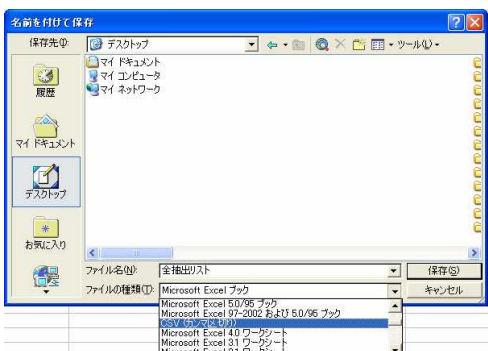 名前を付けて保存
保存先(I):
デスクトップ
ツール(L)
マイ ドキュメント
マイ コンピュータ
マイ ネットワーク
履歴
マイ ドキュメント
デスクトップ
お気に入り
ファイル名(N):
全抽出リスト
保存(S)
ファイルの種類(T):
Microsoft Excel ブック
キャンセル
Microsoft Excel 5.0/95 ブック
Microsoft Excel 97-2002 および 5.0/95 ブック
CSV (カンマ区切り)
Microsoft Excel 4.0 ワークシート
Microsoft Excel 3.1 ワークシート